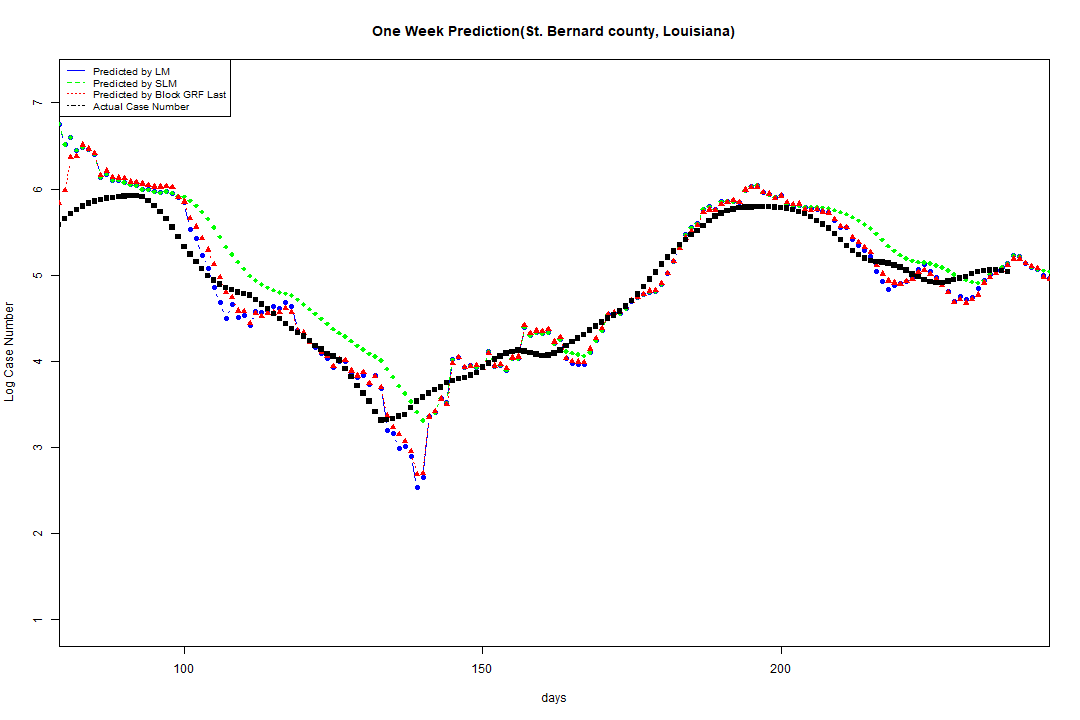 One Week Prediction(St. Bernard county, Louisiana)
Predicted by LM
Predicted by SLM
Predicted by Block GRF Last
Actual Case Number
7
6
5
4
3
2
1
Log Case Number
100 150 200
days